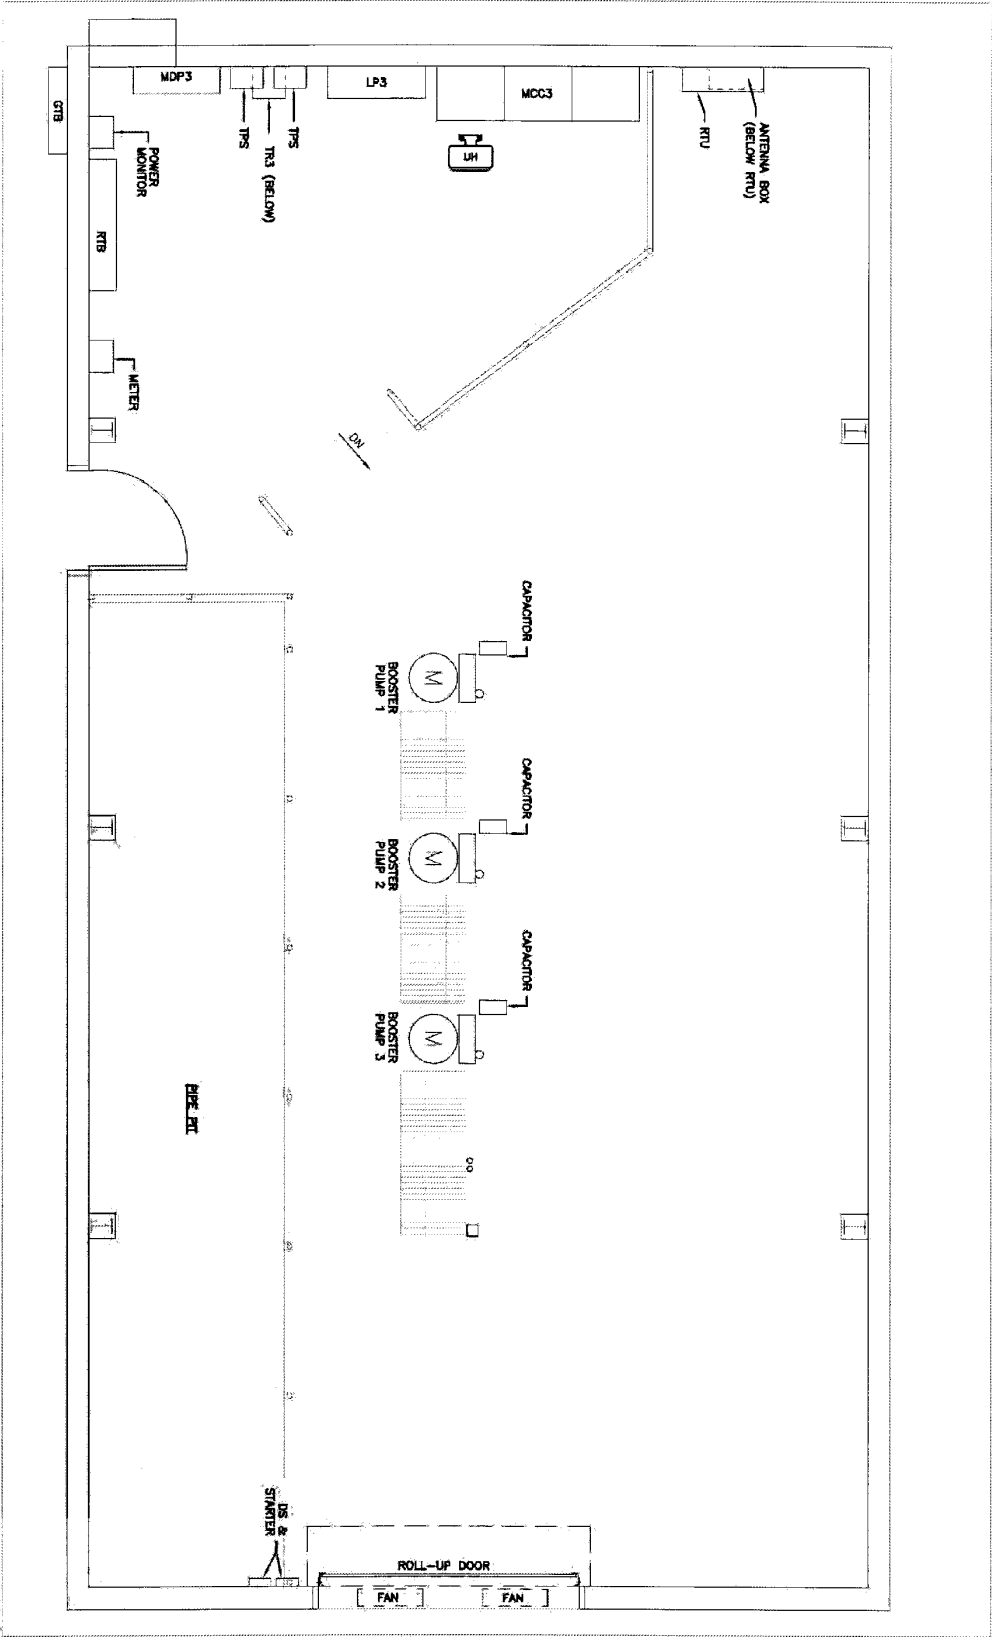 MDP3
LP3
MCC3
UH
GTB
POWER
MONITOR
TPS
TR3 (BELOW)
TPS
RTU
ANTENNA BOX
(BELOW RTU)
RTB
METER
DN
CAPACITOR
BOOSTER
PUMP 1
M
CAPACITOR
BOOSTER
PUMP 2
M
CAPACITOR
BOOSTER
PUMP 3
M
PIPE PIT
DS &
STARTER
ROLL-UP DOOR
FAN
FAN